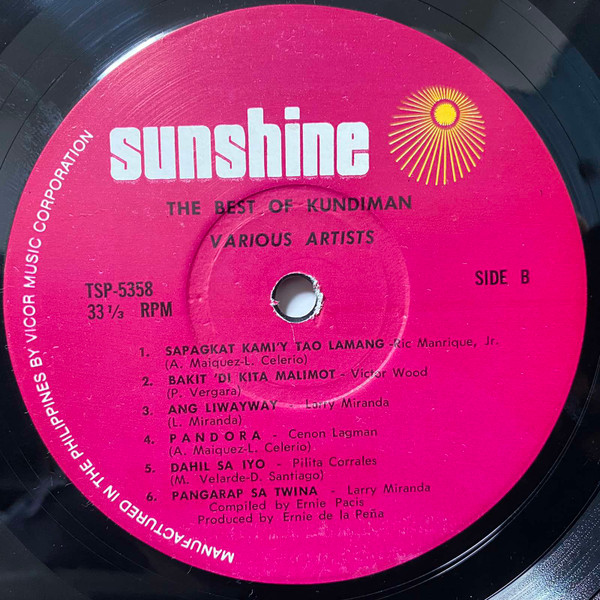 sunshine
THE BEST OF KUNDIMAN
VARIOUS ARTISTS
TSP-5358
33 1/3 RPM
SIDE B
1. SAPAGKAT KAMI'Y TAO LAMANG -Ric Manrique, Jr.
(A. Maiquez-L. Celerio)
2. BAKIT 'DI KITA MALIMOT - Victor Wood
(P. Vergara)
3. ANG LIWAYWAY - Larry Miranda
(L. Miranda)
4. PANDORA - Cenon Lagman
(A. Maiquez-L. Celerio)
5. DAHIL SA IYO - Pilita Corrales
(M. Velarde-D. Santiago)
6. PANGARAP SA TWINA - Larry Miranda
Compiled by Ernie Pacis
Produced by Ernie de la Peña
MANUFACTURED IN THE PHILIPPINES BY VICOR MUSIC CORPORATION